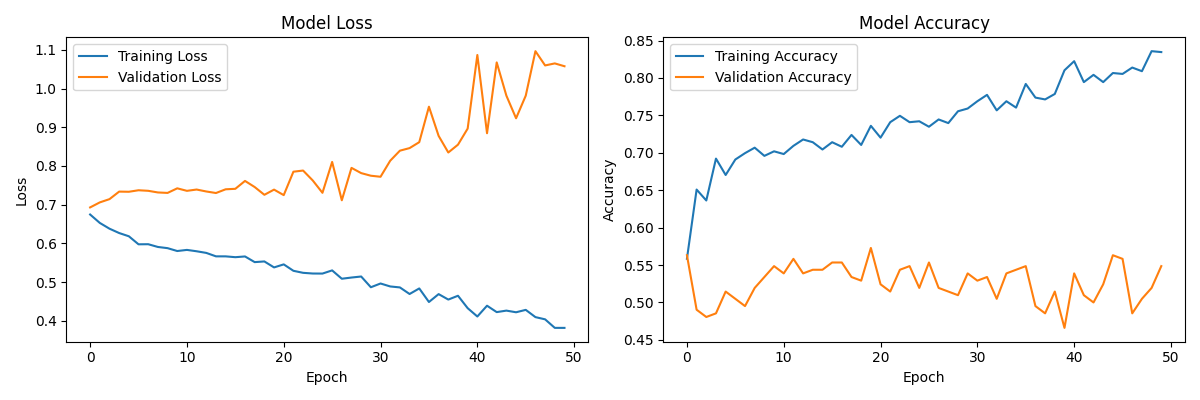 Model Loss
Training Loss
Validation Loss
1.1
1.0
0.9
0.8
0.7
0.6
0.5
0.4
Loss
0 10 20 30 40 50
Epoch
Model Accuracy
Training Accuracy
Validation Accuracy
0.85
0.80
0.75
0.70
0.65
0.60
0.55
0.50
0.45
Accuracy
0 10 20 30 40 50
Epoch